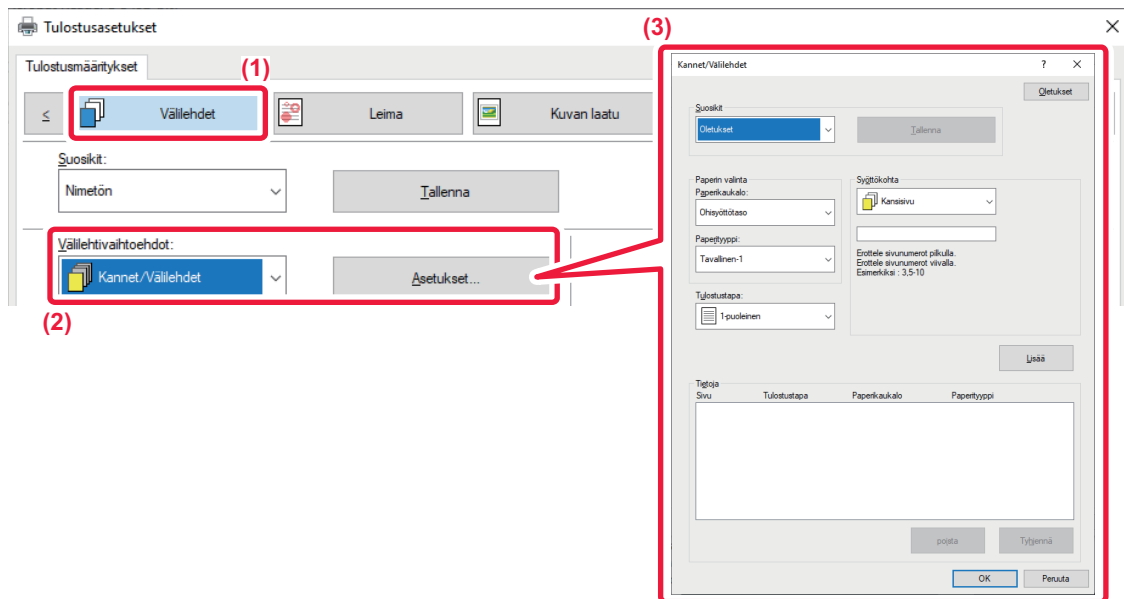 Tulostusasetukset
Tulostusmääritykset
(1)
≤
Välilehdet
Leima
Kuvan laatu
Suosikit:
Nimetön
Tallenna
Välilehtivaihtoehdot:
Kannet/Välilehdet
Asetukset...
(2)
(3)
Kannet/Välilehdet
?
Oletukset
Suosikit
Oletukset
Tallenna
Paperin valinta
Paperikaukalo:
Ohisyöttötaso
Paperityyppi:
Tavallinen-1
Syöttökohta
Kansisivu
Erottele sivunumerot pilkulla.
Erottele sivunumerot viivalla.
Esimerkiksi : 3,5-10
Tulostustapa:
1-puoleinen
Lisää
Tietoja
Sivu Tulostustapa Paperikaukalo Paperityyppi
poista Tyhjennä
OK Peruuta